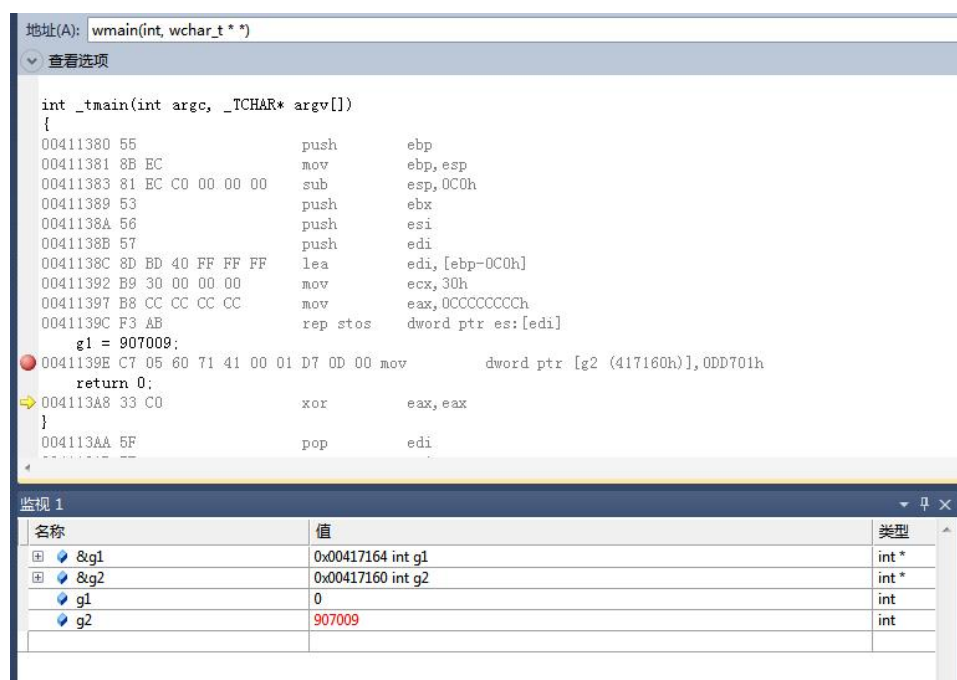 地址(A): wmain(int, wchar_t * *)
查看选项
int _tmain(int argc, _TCHAR* argv[])
{
00411380 55 push ebp
00411381 8B EC mov ebp,esp
00411383 81 EC C0 00 00 00 sub esp,0C0h
00411389 53 push ebx
0041138A 56 push esi
0041138B 57 push edi
0041138C 8D BD 40 FF FF FF lea edi,[ebp-0C0h]
00411392 B9 30 00 00 00 mov ecx,30h
00411397 B8 CC CC CC CC mov eax,0CCCCCCCCh
0041139C F3 AB rep stos dword ptr es:[edi]
g1 = 907009;
0041139E C7 05 60 71 41 00 01 D7 0D 00 mov dword ptr [g2 (417160h)],0DD701h
return 0;
004113A8 33 C0 xor eax,eax
}
004113AA 5F pop edi
监视 1
名称 值 类型
&g1 0x00417164 int g1 int *
&g2 0x00417160 int g2 int *
g1 0 int
g2 907009 int